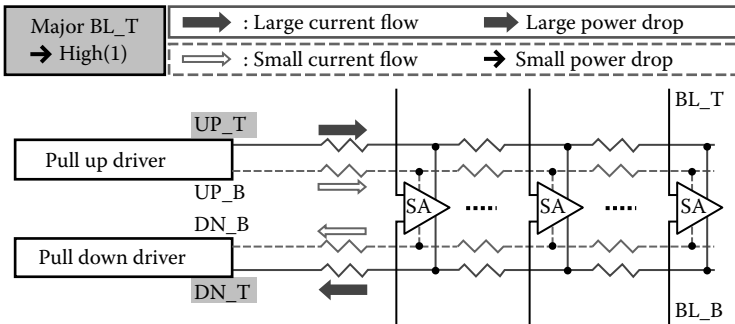 Major BL_T
➔ High(1)
: Large current flow
Large power drop
: Small current flow
Small power drop
BL_T
UP_T
Pull up driver
UP_B
SA
SA
SA
DN_B
Pull down driver
DN_T
BL_B